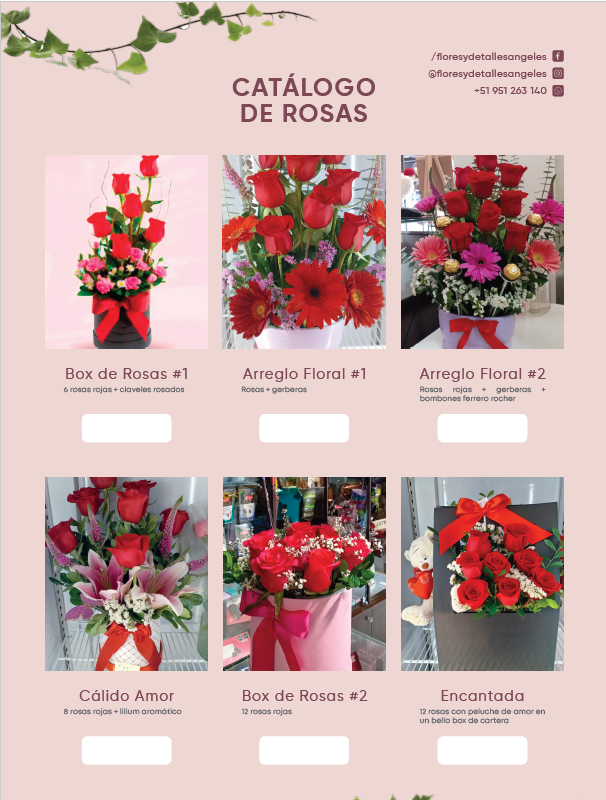 /floresydetallesangeles
@floresydetallesangeles
+51 951 263 140
CATÁLOGO
DE ROSAS
Box de Rosas #1
6 rosas rojas + claveles rosados
Arreglo Floral #1
Rosas + gerberas
Arreglo Floral #2
Rosas rojas + gerberas +
bombones ferrero rocher
Cálido Amor
8 rosas rojas + lilium aromático
Box de Rosas #2
12 rosas rojas
Encantada
12 rosas con peluche de amor en
un bello box de cartera